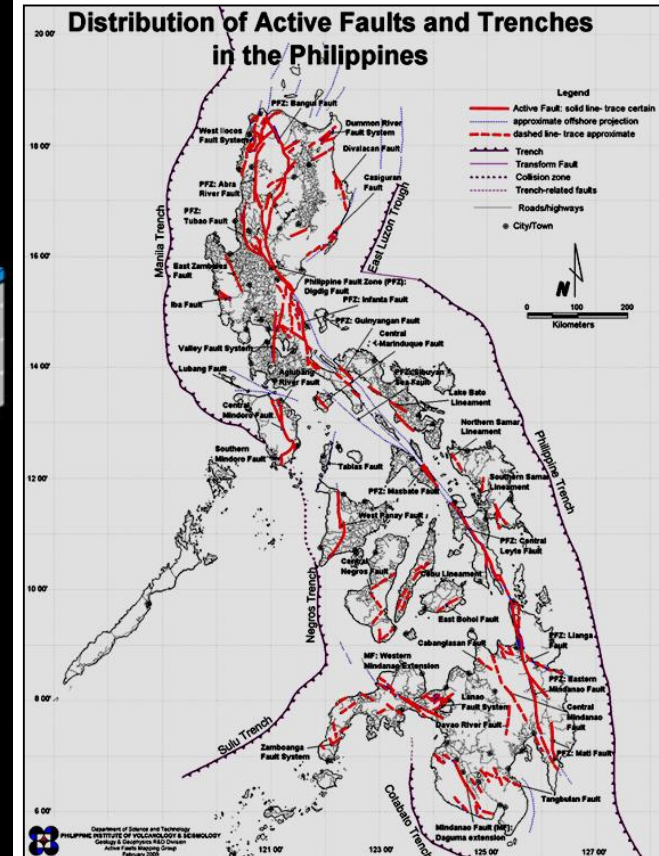 Distribution of Active Faults and Trenches
in the Philippines
Legend
Active Fault: solid line- trace certain
approximate offshore projection
dashed line- trace approximate
Trench
Transform Fault
Collision zone
Trench-related faults
Roads/highways
City/Town
N
0 100 200
Kilometers
20 00'
18 00'
16 00'
14 00'
12 00'
10 00'
8 00'
6 00'
PFZ: Bangui Fault
West Ilocos
Fault System
Dummon River
Fault System
Divalacan Fault
Casiguran
Fault
PFZ: Abra
River Fault
PFZ:
Tubao Fault
Manila Trench
East Luzon Trough
East Zambales
Fault
Iba Fault
Philippine Fault Zone (PFZ):
Digdig Fault
PFZ: Infanta Fault
PFZ: Guinyangan Fault
Central
Marinduque Fault
Valley Fault System
Lubang Fault
River Fault
PFZ: Sibuyan
Sea Fault
Lake Bato
Lineament
Central
Mindoro Fault
Northern Samar
Lineament
Southern
Mindoro Fault
Tablas Fault
Southern Samar
Lineament
Philippine Trench
PFZ: Masbate Fault
West Panay Fault
PFZ: Central
Leyte Fault
Central
Negros Fault
Cebu Lineament
Negros Trench
East Bohol Fault
Cabanglasan Fault
PFZ: Lianga
Fault
MF: Western
Mindanao Extension
PFZ: Eastern
Mindanao Fault
Lanao
Fault System
Central
Mindanao
Fault
Davao River Fault
Sulu Trench
Zamboanga
Fault System
PFZ: Mati Fault
Tangbulan Fault
Cotabato Trench
Mindanao Fault (MF):
Daguma extension
Department of Science and Technology
PHILIPPINE INSTITUTE OF VOLCANOLOGY & SEISMOLOGY
Geology & Geophysics R&D Division
Active Faults Mapping Group
121 00'
123 00'
125 00'
127 00'